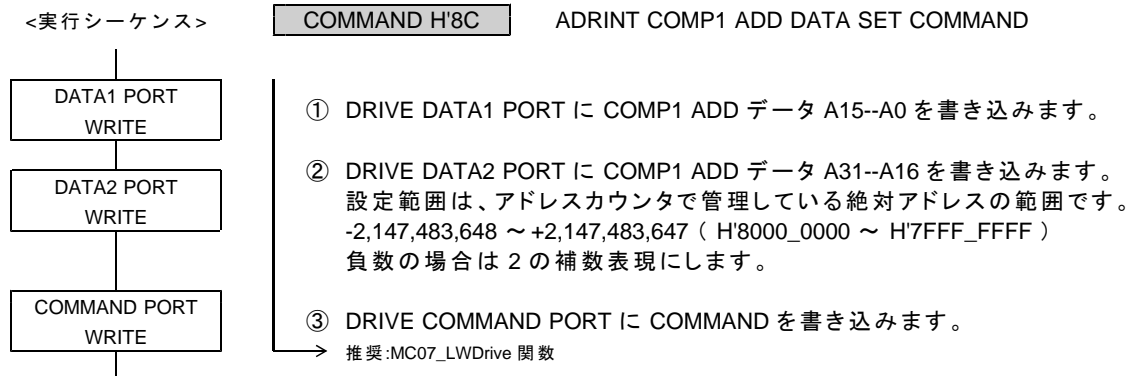 <実行シーケンス>
COMMAND H'8C
ADRINT COMP1 ADD DATA SET COMMAND
DATA1 PORT
WRITE
① DRIVE DATA1 PORT に COMP1 ADD データ A15--A0 を書き込みます。
DATA2 PORT
WRITE
② DRIVE DATA2 PORT に COMP1 ADD データ A31--A16 を書き込みます。
設定範囲は、アドレスカウンタで管理している絶対アドレスの範囲です。
-2,147,483,648 ～ +2,147,483,647 ( H'8000_0000 ～ H'7FFF_FFFF )
負数の場合は 2 の補数表現にします。
COMMAND PORT
WRITE
③ DRIVE COMMAND PORT に COMMAND を書き込みます。
推奨:MC07_LWDrive 関数